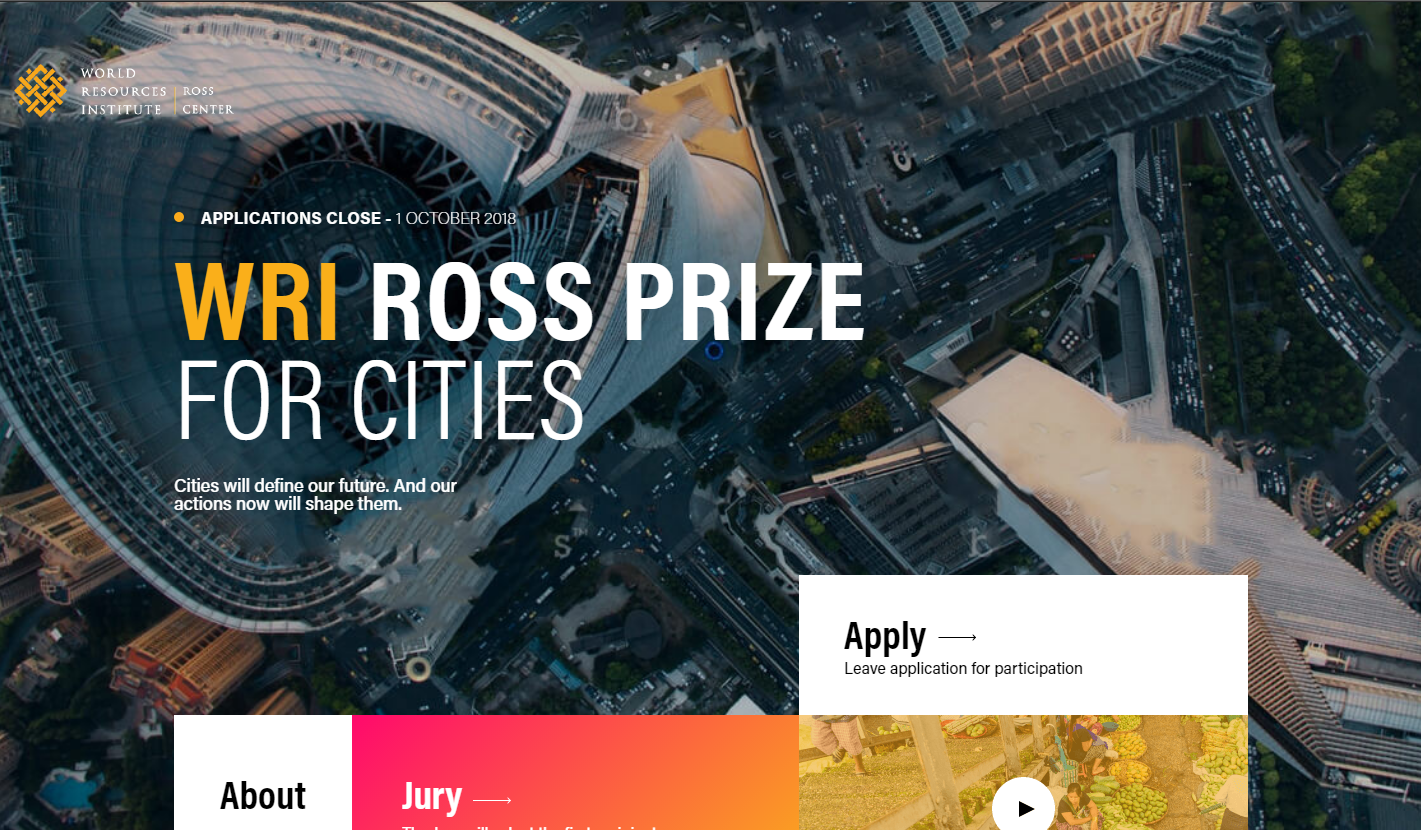 WORLD
RESOURCES
INSTITUTE
ROSS
CENTER
APPLICATIONS CLOSE - 1 OCTOBER 2018
WRI ROSS PRIZE
FOR CITIES
Cities will define our future. And our
actions now will shape them.
Apply
Leave application for participation
About
Jury